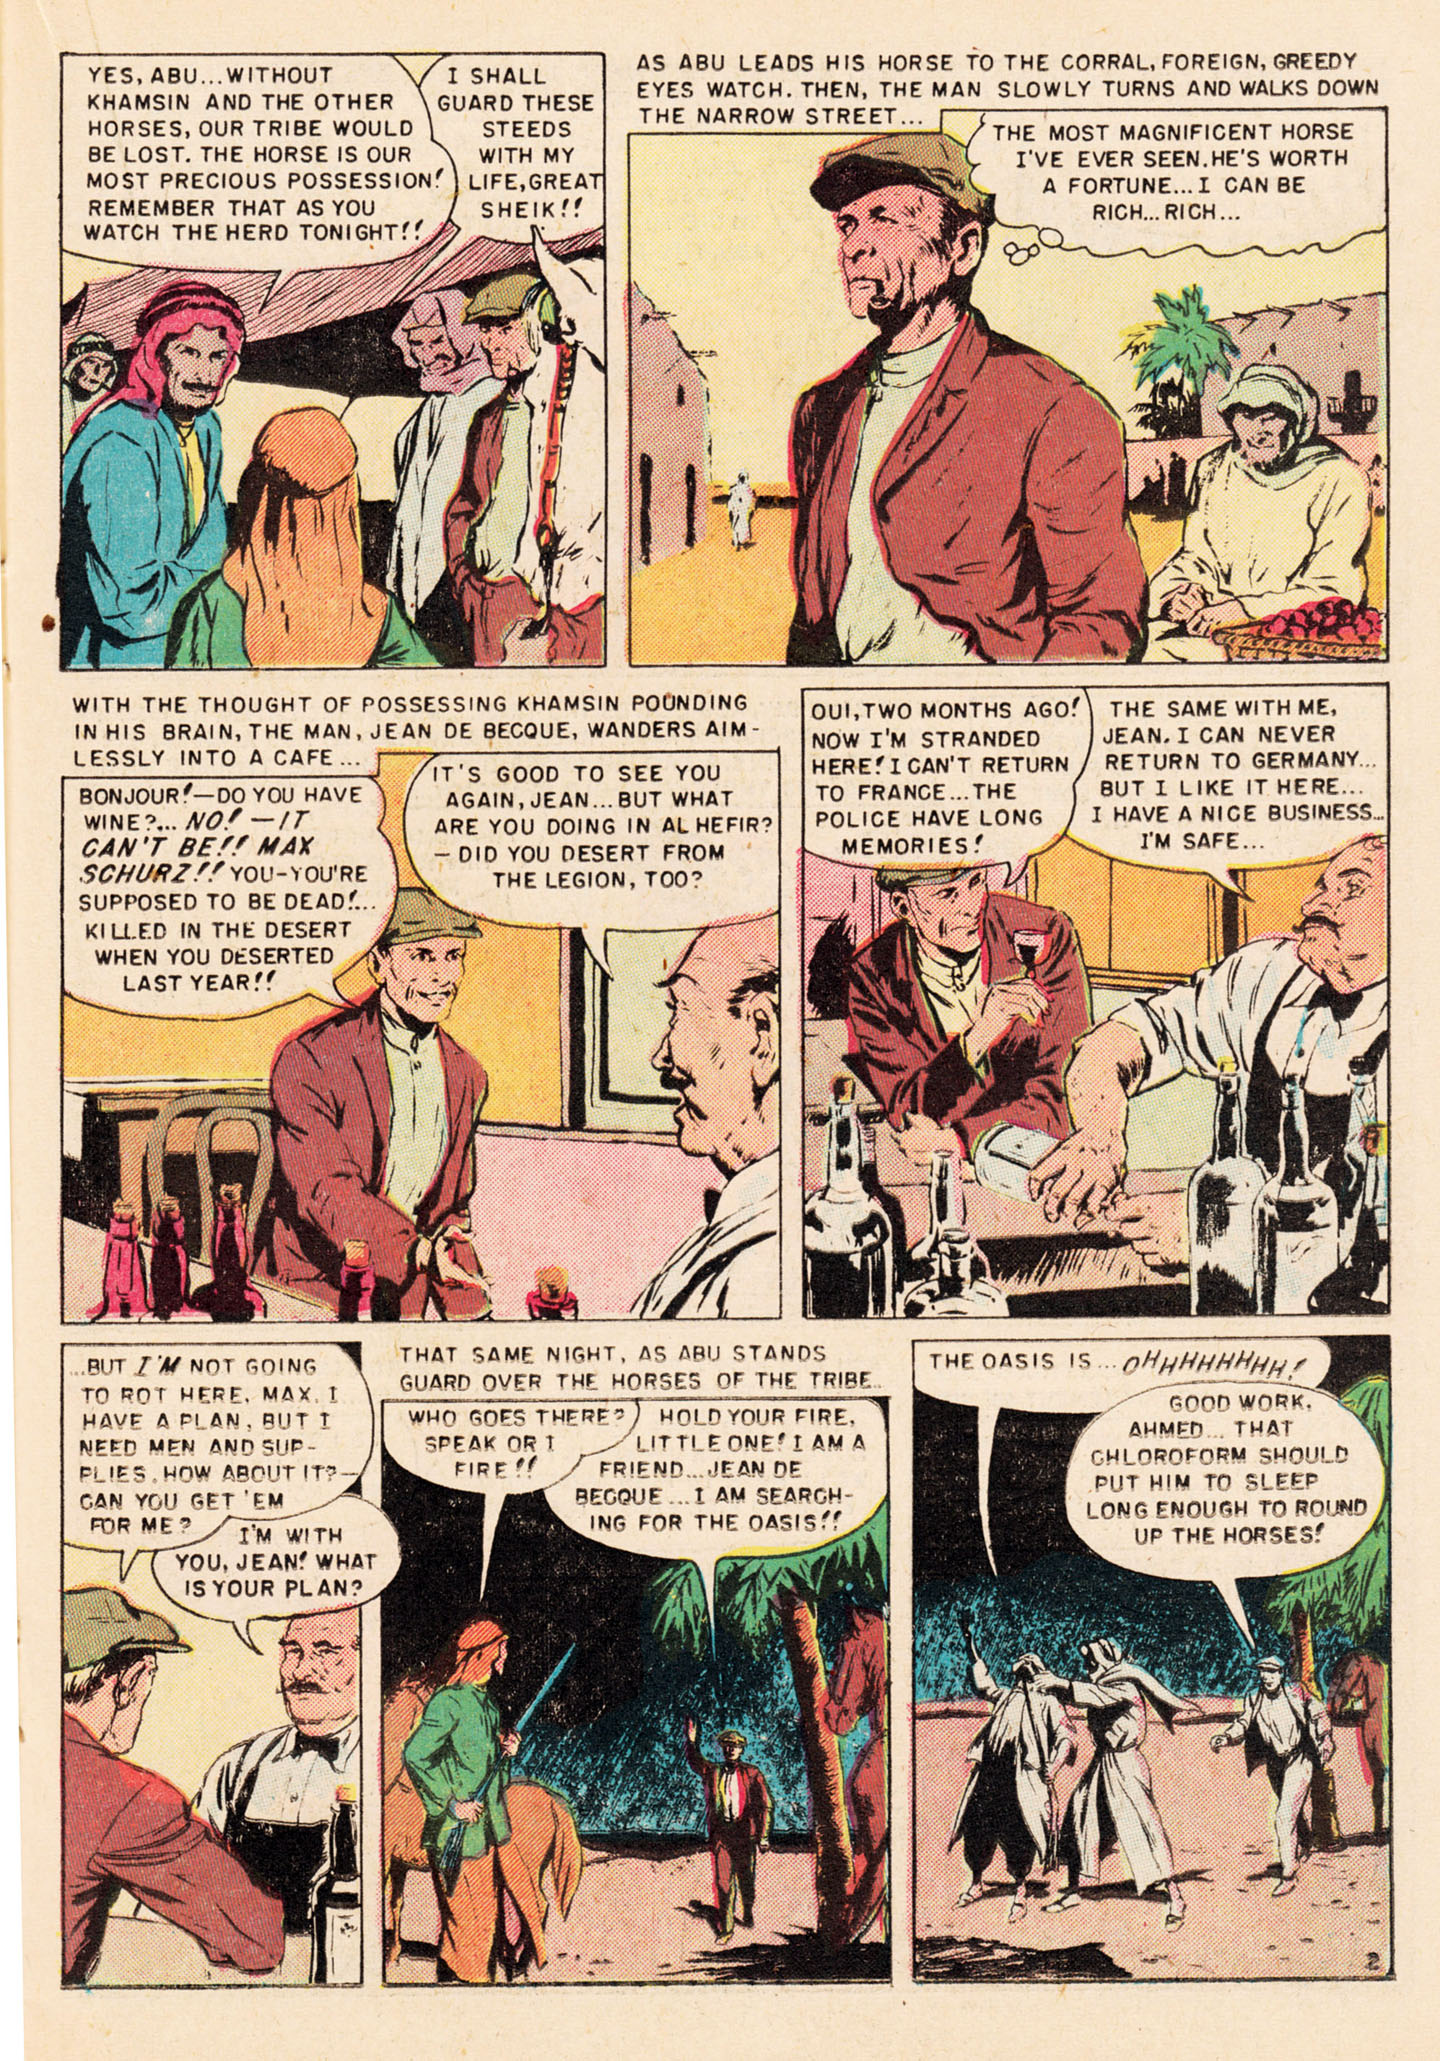 YES, ABU...WITHOUT
KHAMSIN AND THE OTHER
HORSES, OUR TRIBE WOULD
BE LOST. THE HORSE IS OUR
MOST PRECIOUS POSSESSION!
REMEMBER THAT AS YOU
WATCH THE HERD TONIGHT!!
I SHALL
GUARD THESE
STEEDS
WITH MY
LIFE, GREAT
SHEIK!!
AS ABU LEADS HIS HORSE TO THE CORRAL, FOREIGN, GREEDY
EYES WATCH. THEN, THE MAN SLOWLY TURNS AND WALKS DOWN
THE NARROW STREET...
THE MOST MAGNIFICENT HORSE
I'VE EVER SEEN. HE'S WORTH
A FORTUNE... I CAN BE
RICH... RICH...
WITH THE THOUGHT OF POSSESSING KHAMSIN POUNDING
IN HIS BRAIN, THE MAN, JEAN DE BECQUE, WANDERS AIM-
LESSLY INTO A CAFE...
BONJOUR!—DO YOU HAVE
WINE?... NO! —IT
CAN'T BE!! MAX
SCHURZ!! YOU-YOU'RE
SUPPOSED TO BE DEAD!...
KILLED IN THE DESERT
WHEN YOU DESERTED
LAST YEAR!!
IT'S GOOD TO SEE YOU
AGAIN, JEAN... BUT WHAT
ARE YOU DOING IN AL HEFIR?
— DID YOU DESERT FROM
THE LEGION, TOO?
OUI, TWO MONTHS AGO!
NOW I'M STRANDED
HERE! I CAN'T RETURN
TO FRANCE... THE
POLICE HAVE LONG
MEMORIES!
THE SAME WITH ME,
JEAN. I CAN NEVER
RETURN TO GERMANY...
BUT I LIKE IT HERE...
I HAVE A NICE BUSINESS...
I'M SAFE...
...BUT I'M NOT GOING
TO ROT HERE, MAX. I
HAVE A PLAN, BUT I
NEED MEN AND SUP-
PLIES. HOW ABOUT IT?—
CAN YOU GET 'EM
FOR ME?
I'M WITH
YOU, JEAN! WHAT
IS YOUR PLAN?
THAT SAME NIGHT, AS ABU STANDS
GUARD OVER THE HORSES OF THE TRIBE...
WHO GOES THERE?
SPEAK OR I
FIRE!!
HOLD YOUR FIRE,
LITTLE ONE! I AM A
FRIEND... JEAN DE
BECQUE... I AM SEARCH-
ING FOR THE OASIS!!
THE OASIS IS... OHHHHHHHH!
GOOD WORK,
AHMED... THAT
CHLOROFORM SHOULD
PUT HIM TO SLEEP
LONG ENOUGH TO ROUND
UP THE HORSES!
2